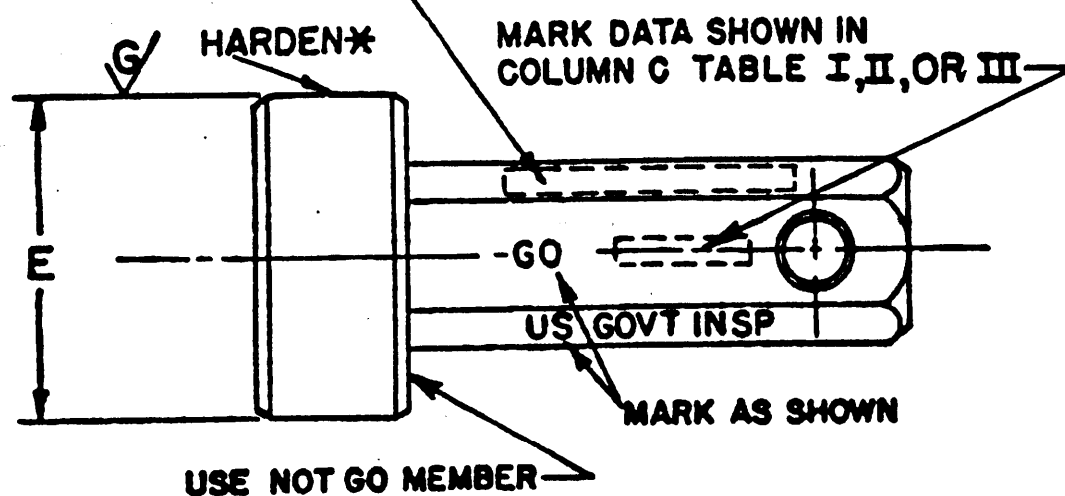 G
HARDEN*
MARK DATA SHOWN IN
COLUMN C TABLE I, II, OR III
E
-GO
US GOVT INSP
MARK AS SHOWN
USE NOT GO MEMBER